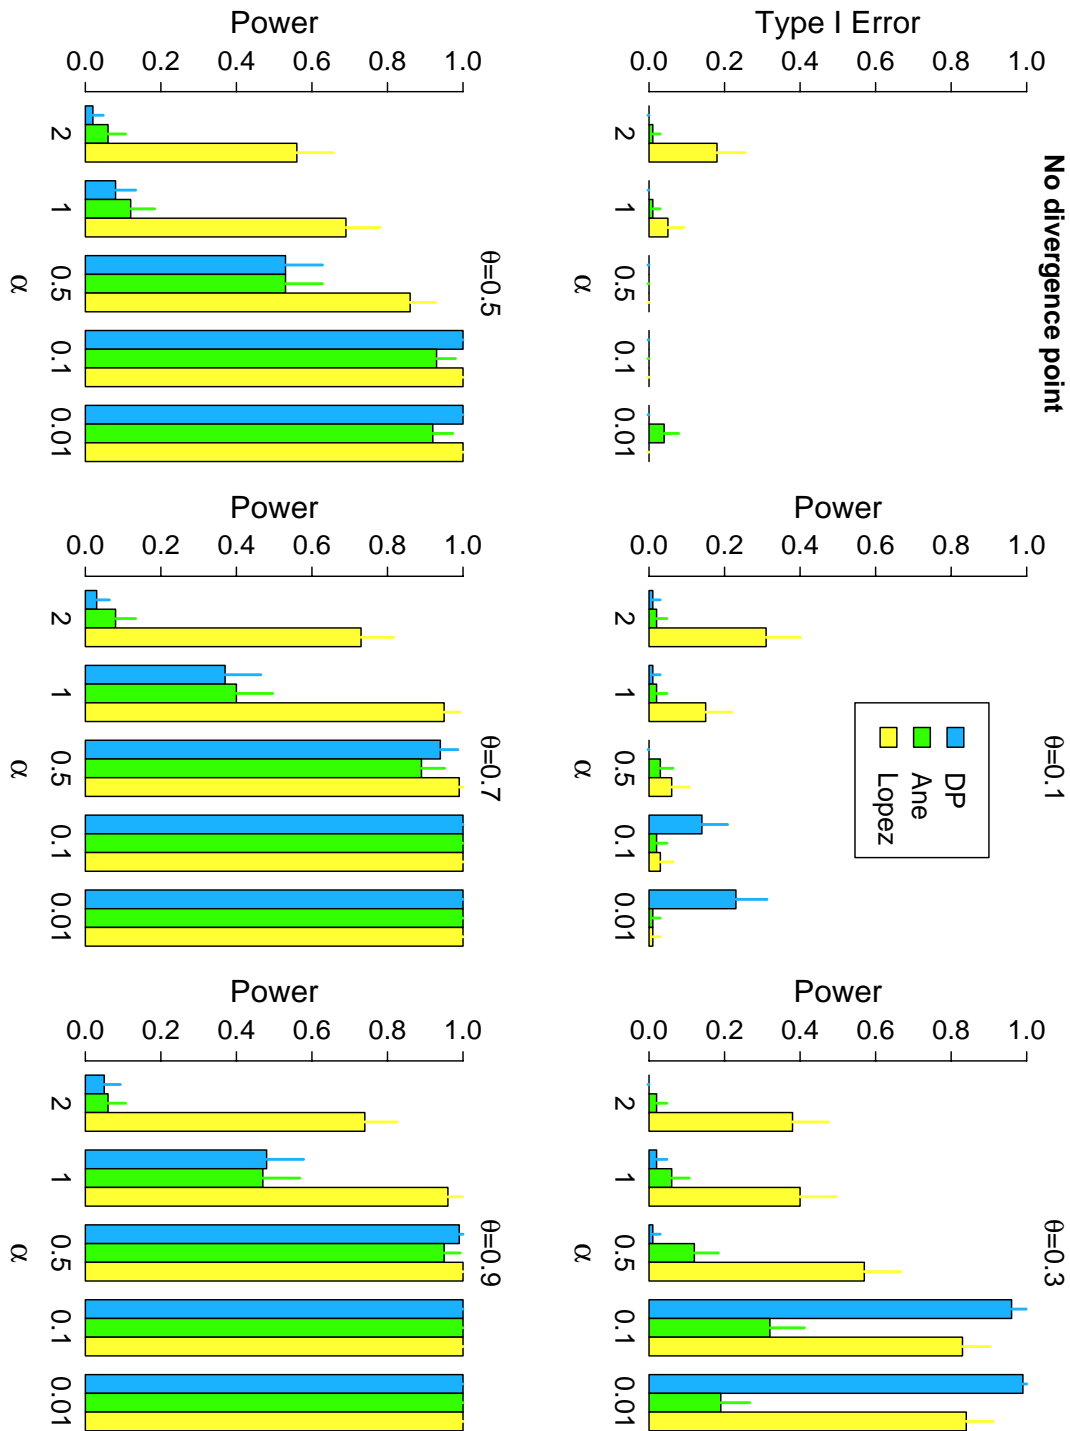 No divergence point
Type I Error
0.0 0.2 0.4 0.6 0.8 1.0
2 1 0.5 0.1 0.01
α
θ=0.1
Power
0.0 0.2 0.4 0.6 0.8 1.0
DP
Ane
Lopez
2 1 0.5 0.1 0.01
α
θ=0.3
Power
0.0 0.2 0.4 0.6 0.8 1.0
2 1 0.5 0.1 0.01
α
θ=0.5
Power
0.0 0.2 0.4 0.6 0.8 1.0
2 1 0.5 0.1 0.01
α
θ=0.7
Power
0.0 0.2 0.4 0.6 0.8 1.0
2 1 0.5 0.1 0.01
α
θ=0.9
Power
0.0 0.2 0.4 0.6 0.8 1.0
2 1 0.5 0.1 0.01
α